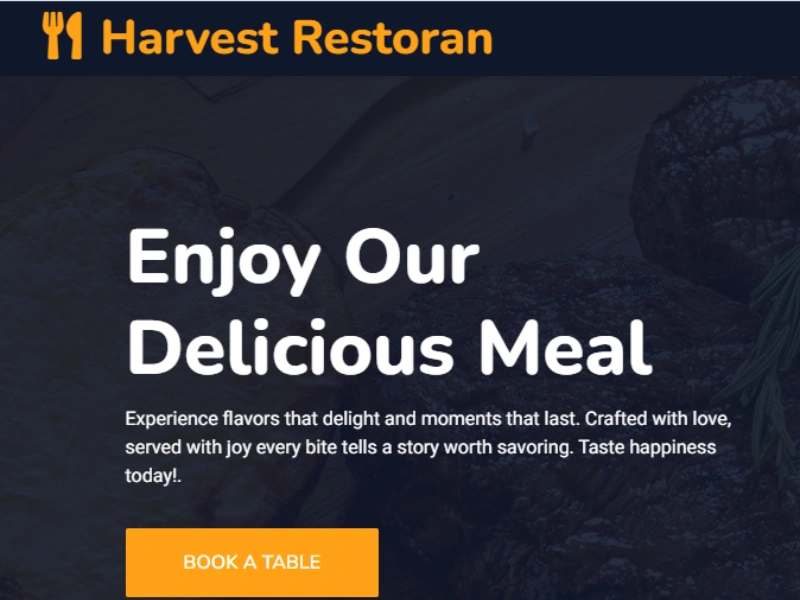 Harvest Restoran
Enjoy Our
Delicious Meal
Experience flavors that delight and moments that last. Crafted with love,
served with joy every bite tells a story worth savoring. Taste happiness
today!.
BOOK A TABLE